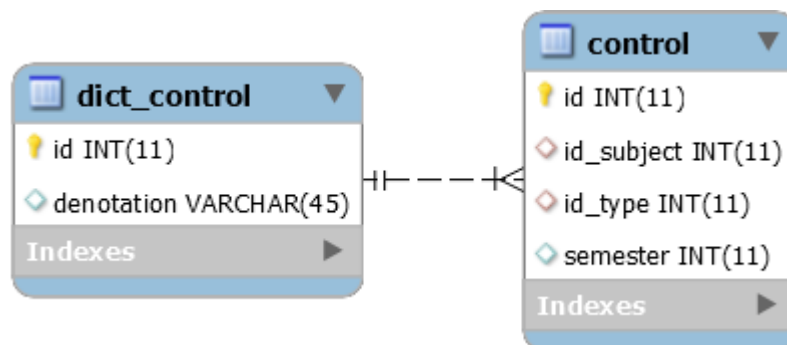 dict_control
id INT(11)
denotation VARCHAR(45)
Indexes
control
id INT(11)
id_subject INT(11)
id_type INT(11)
semester INT(11)
Indexes